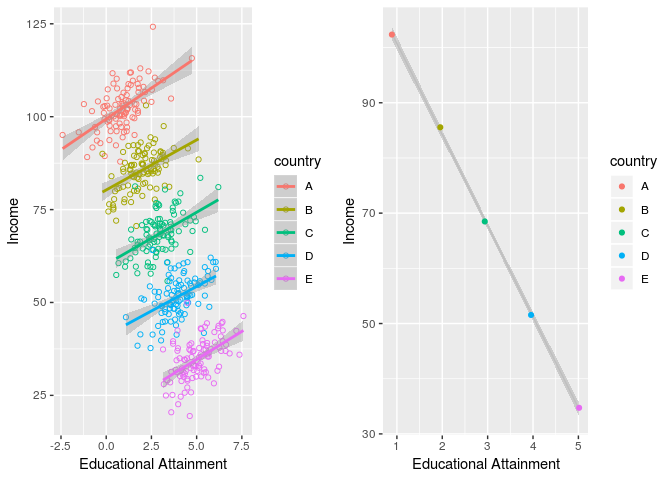 125
100
75
50
25
-2.5
0.0
2.5
5.0
7.5
Educational Attainment
Income
country
A
B
C
D
E
90
70
50
30
1
2
3
4
5
Educational Attainment
Income
country
A
B
C
D
E